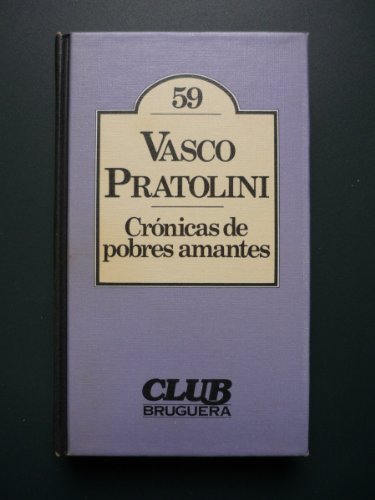 59
VASCO
PRATOLINI
Crónicas de
pobres amantes
CLUB
BRUGUERA